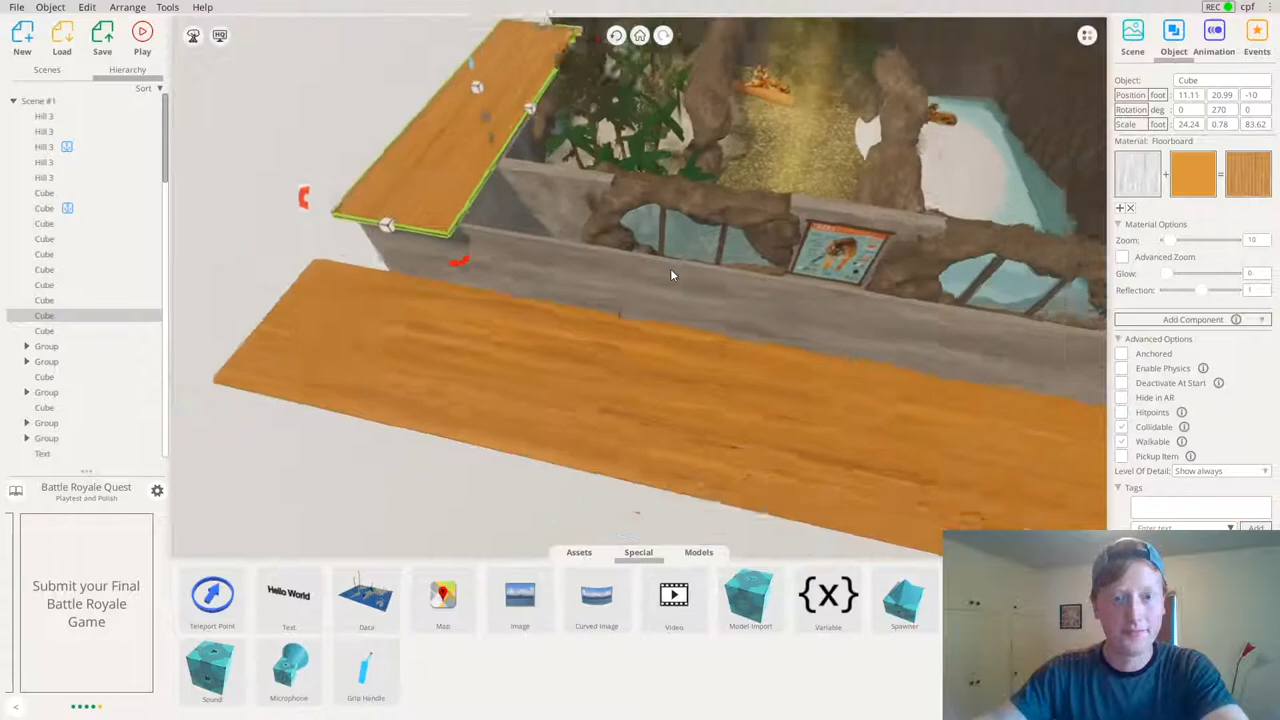 File Object Edit Arrange Tools Help
REC cpf
New Load Save Play
HQ
Scene Object Animation Events
Scenes Hierarchy
Sort
Scene #1
Hill 3
Hill 3
Hill 3
Hill 3
Hill 3
Cube
Cube
Cube
Cube
Cube
Cube
Cube
Cube
Cube
Cube
Group
Group
Cube
Group
Cube
Group
Group
Text
Battle Royale Quest
Playtest and Polish
Submit your Final
Battle Royale
Game
Object: Cube
Position foot 11.11 20.99 -10
Rotation deg 0 270 0
Scale foot 24.24 0.78 83.62
Material: Floorboard
+ =
Material Options
Zoom: 10
Advanced Zoom
Glow: 0
Reflection: 1
Add Component
Advanced Options
Anchored
Enable Physics
Deactivate At Start
Hide in AR
Hitpoints
Collidable
Walkable
Pickup Item
Level Of Detail: Show always
Tags
Enter text Add
Assets Special Models
Hello World
{x}
Teleport Point Text Data Map Image Curved Image Video Model Import Variable Spawner
Sound Microphone Grip Handle